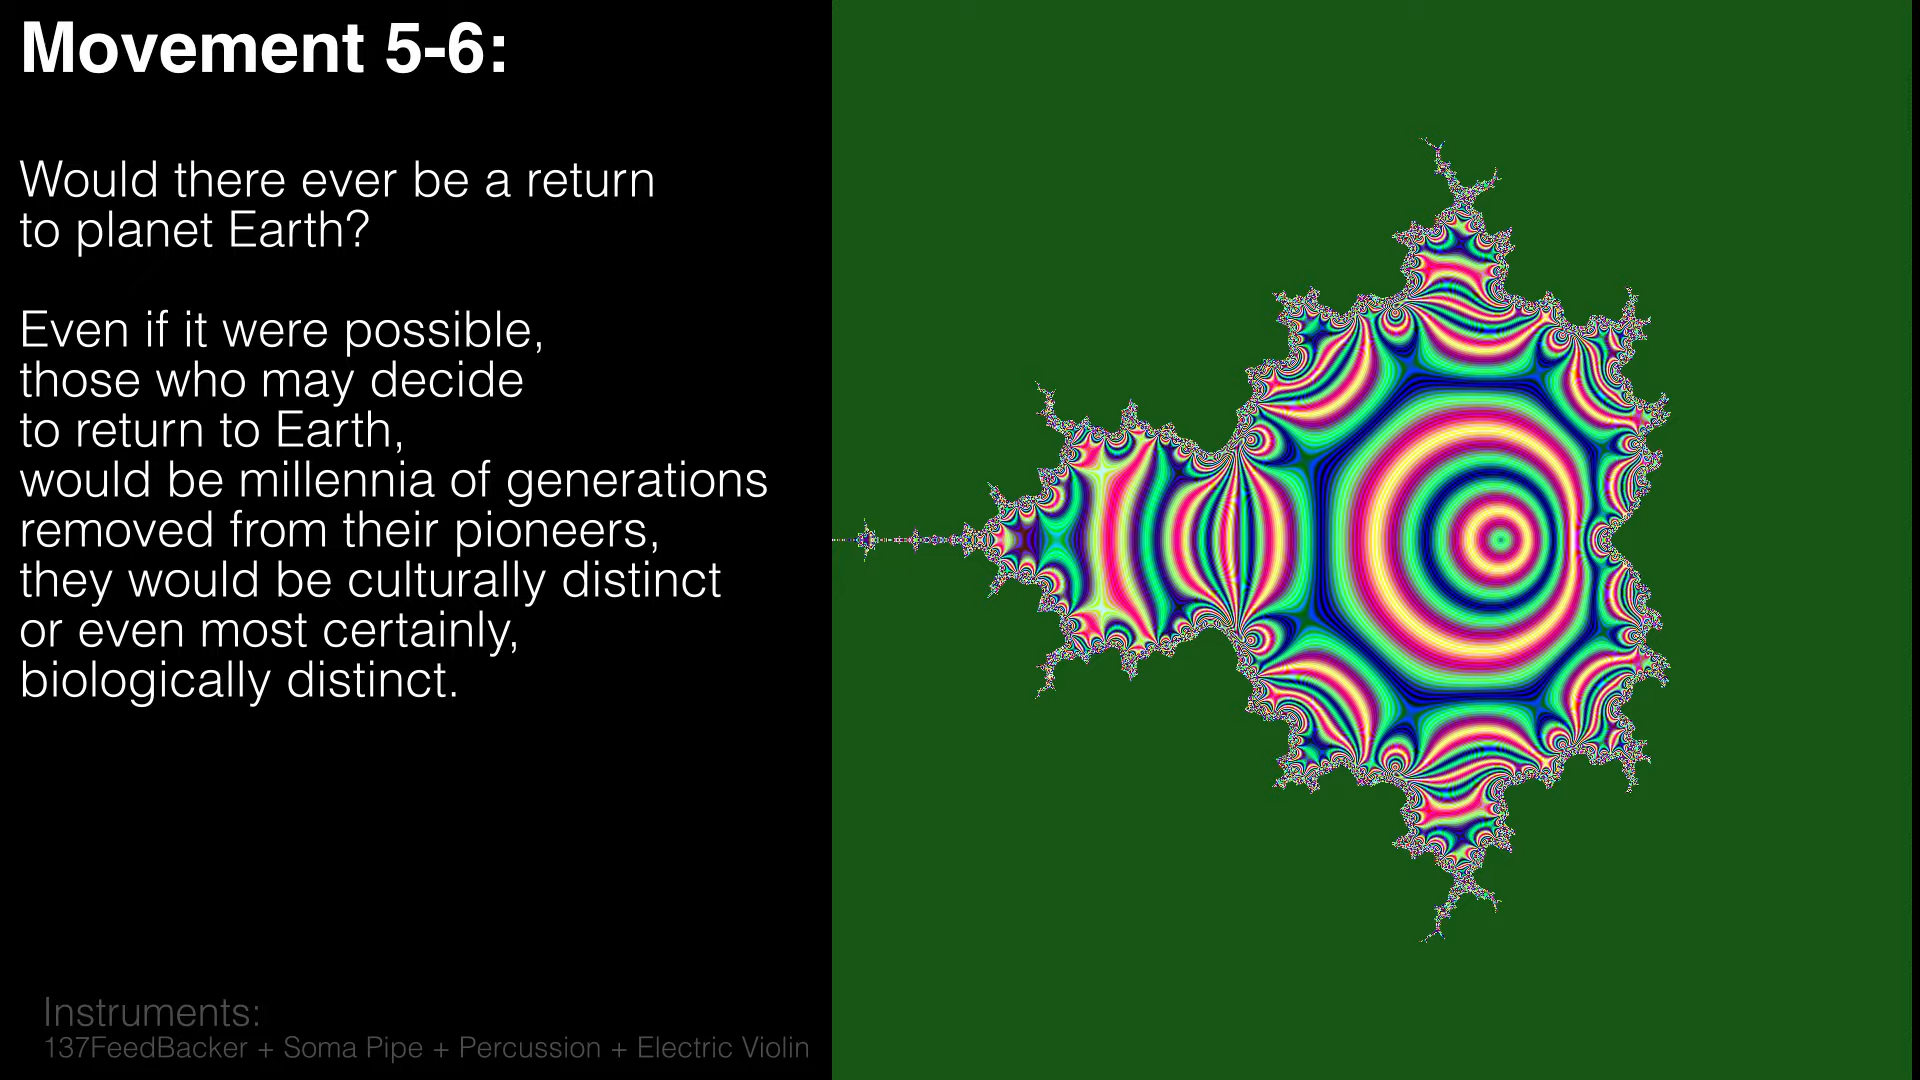 Movement 5-6:
Would there ever be a return
to planet Earth?
Even if it were possible,
those who may decide
to return to Earth,
would be millennia of generations
removed from their pioneers,
they would be culturally distinct
or even most certainly,
biologically distinct.
Instruments:
137FeedBacker + Soma Pipe + Percussion + Electric Violin